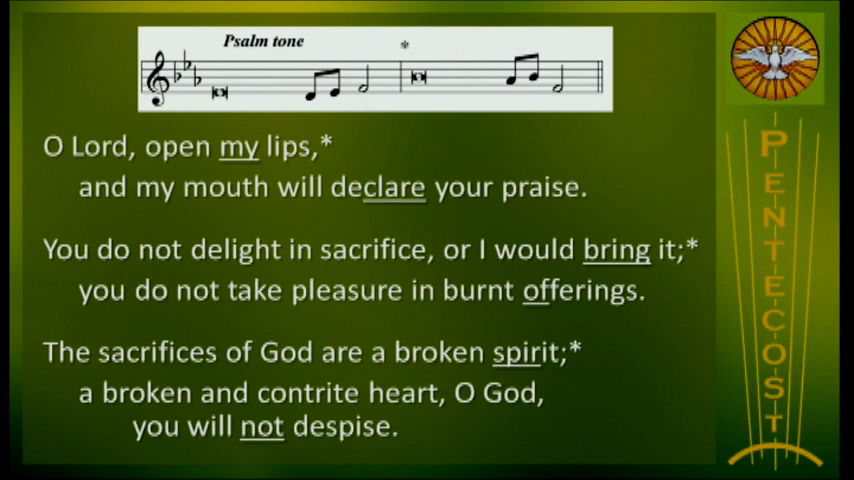 Psalm tone
*
O Lord, open my lips,*
and my mouth will declare your praise.
You do not delight in sacrifice, or I would bring it;*
you do not take pleasure in burnt offerings.
The sacrifices of God are a broken spirit;*
a broken and contrite heart, O God,
you will not despise.
PENTECOST